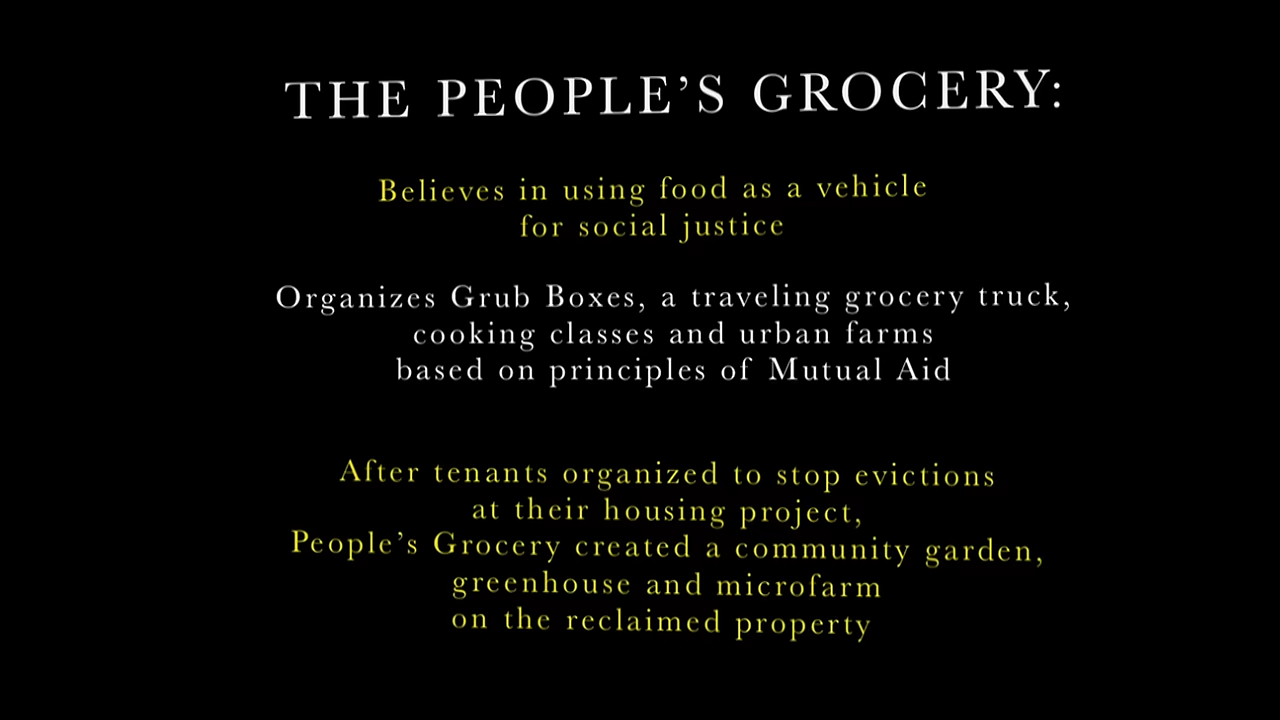 THE PEOPLE’S GROCERY:
Believes in using food as a vehicle
for social justice
Organizes Grub Boxes, a traveling grocery truck,
cooking classes and urban farms
based on principles of Mutual Aid
After tenants organized to stop evictions
at their housing project,
People’s Grocery created a community garden,
greenhouse and microfarm
on the reclaimed property